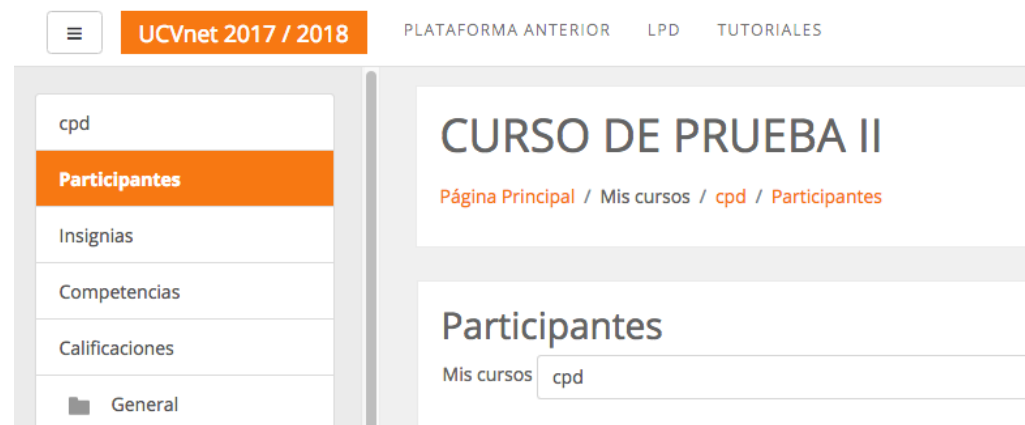 UCVnet 2017 / 2018 PLATAFORMA ANTERIOR LPD TUTORIALES
cpd
Participantes
Insignias
Competencias
Calificaciones
General
CURSO DE PRUEBA II
Página Principal / Mis cursos / cpd / Participantes
Participantes
Mis cursos cpd